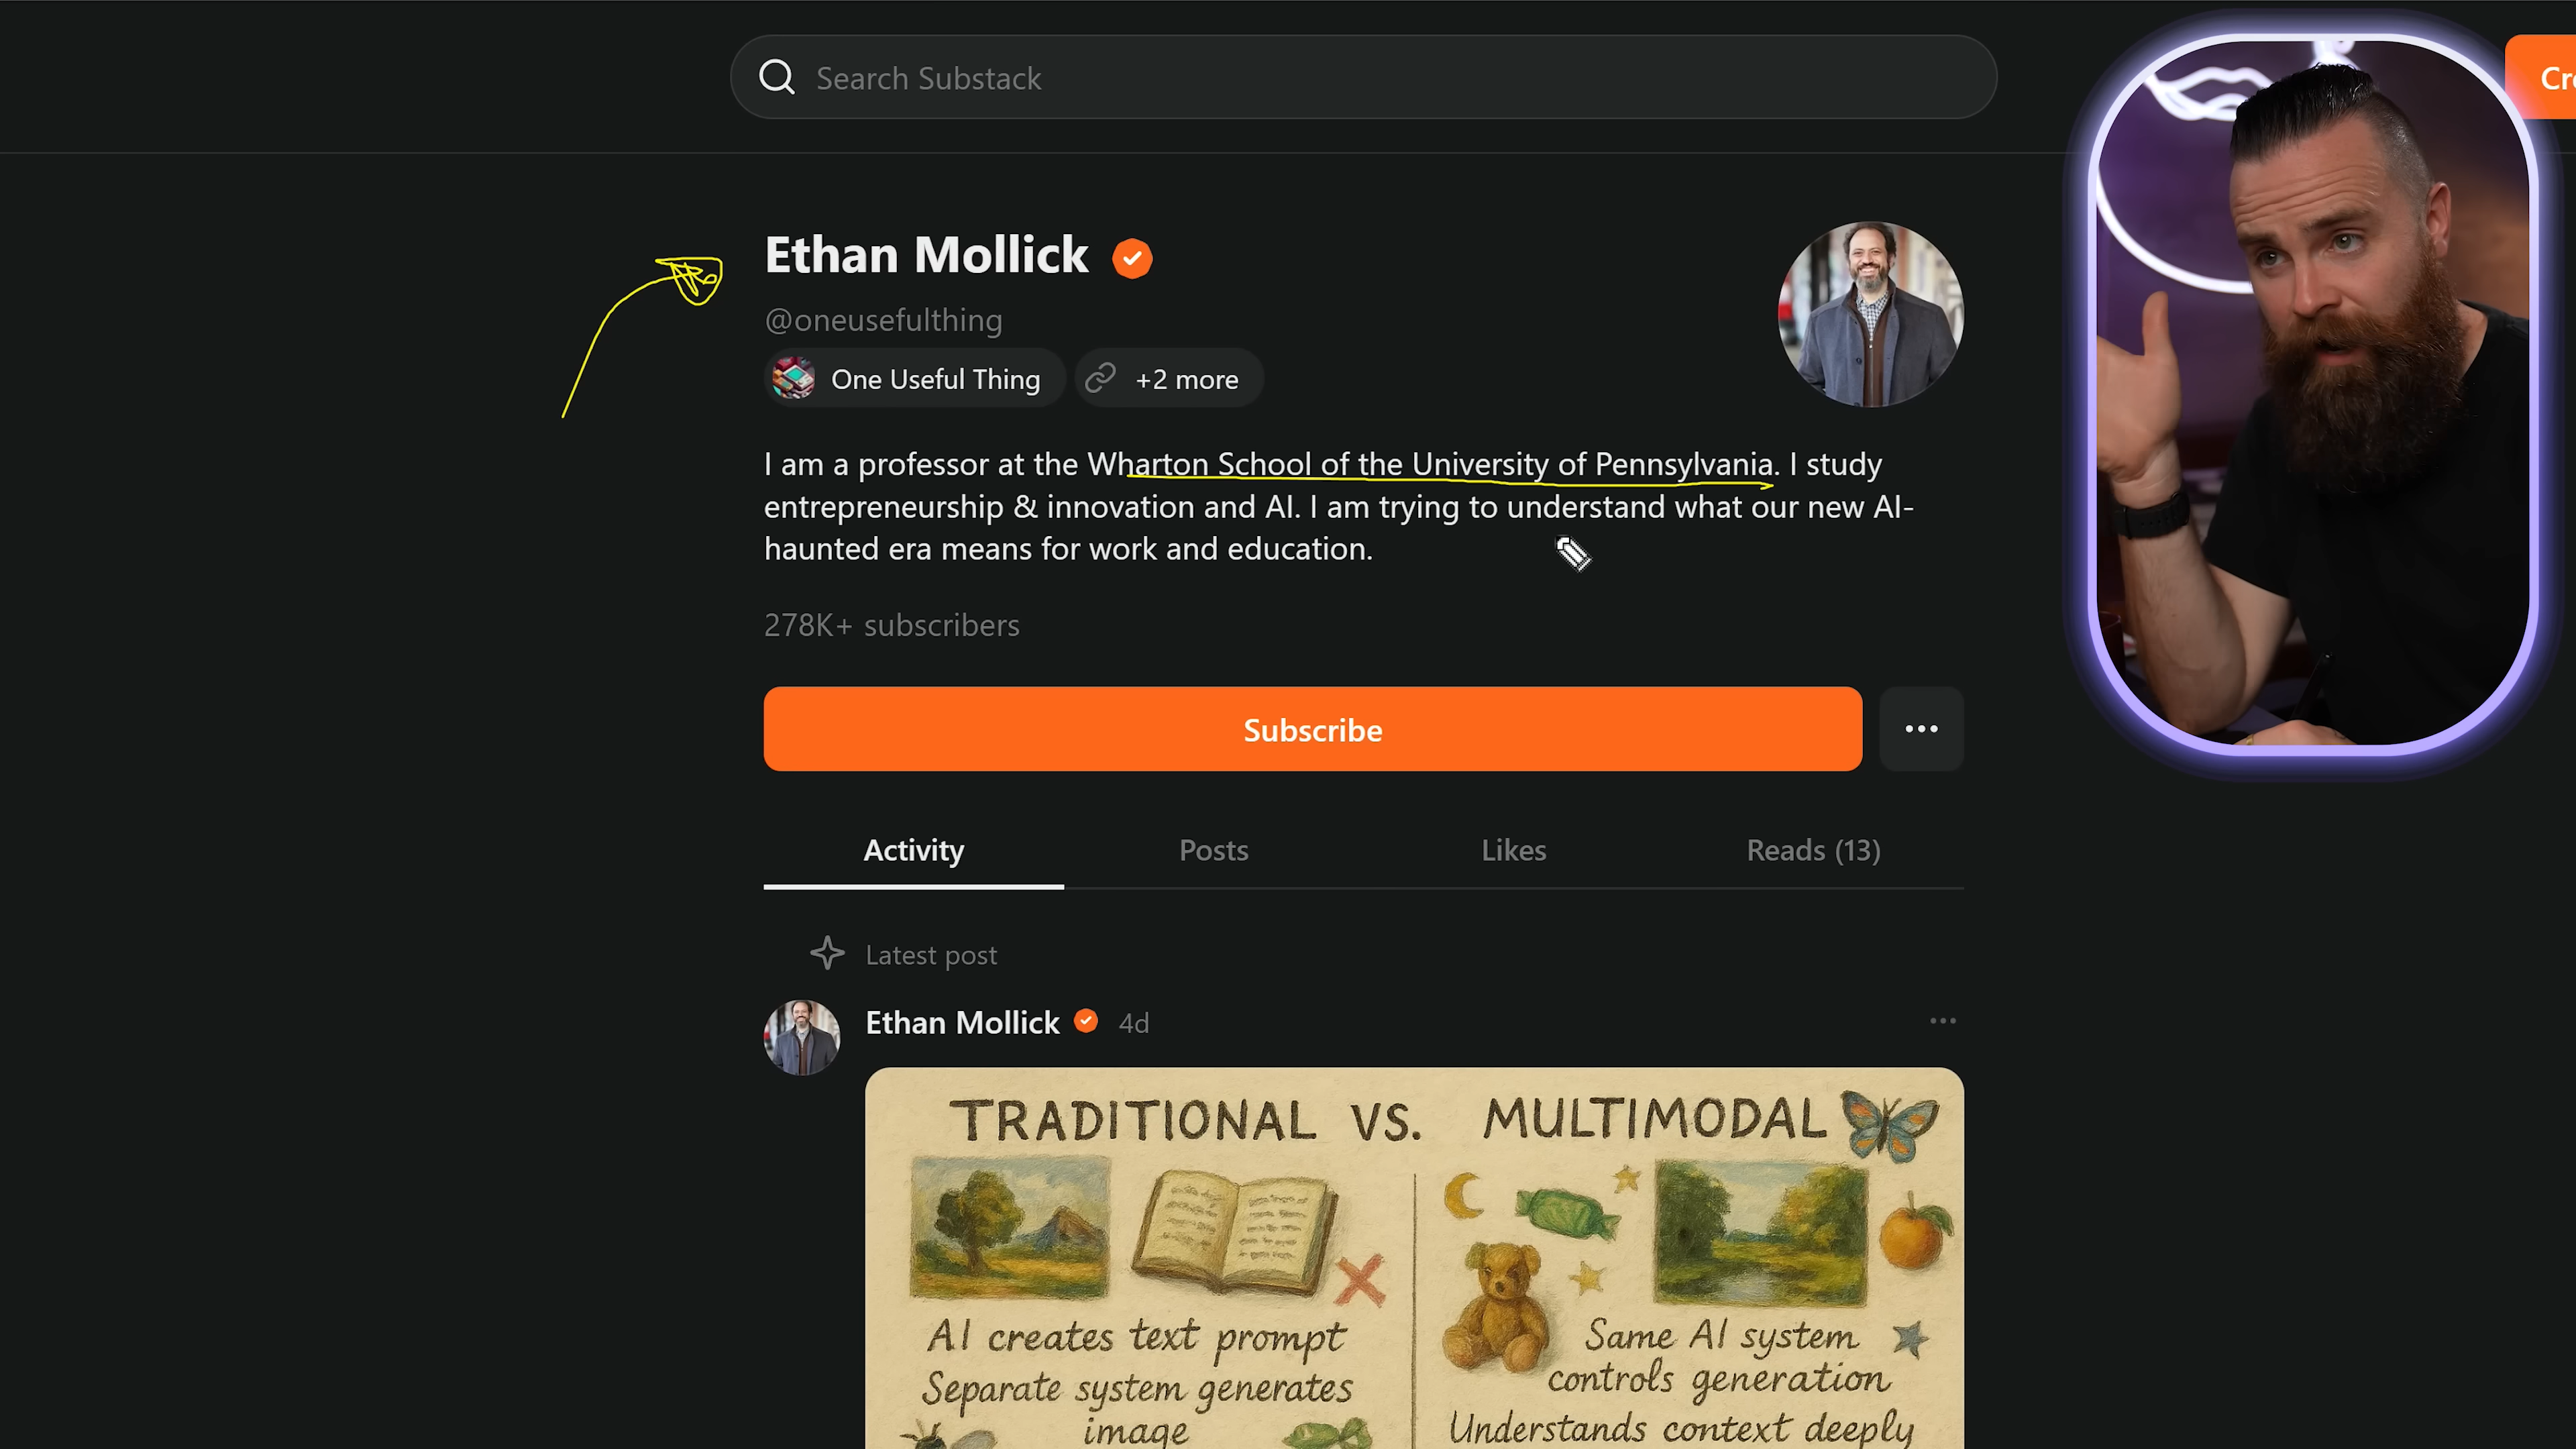 Search Substack
Cre
Ethan Mollick
@oneusefulthing
One Useful Thing
+2 more
I am a professor at the Wharton School of the University of Pennsylvania. I study
entrepreneurship & innovation and AI. I am trying to understand what our new AI-
haunted era means for work and education.
278K+ subscribers
Subscribe
Activity
Posts
Likes
Reads (13)
Latest post
Ethan Mollick
4d
TRADITIONAL VS. MULTIMODAL
AI creates text prompt
Separate system generates
image
Same AI system
controls generation
Understands context deeply